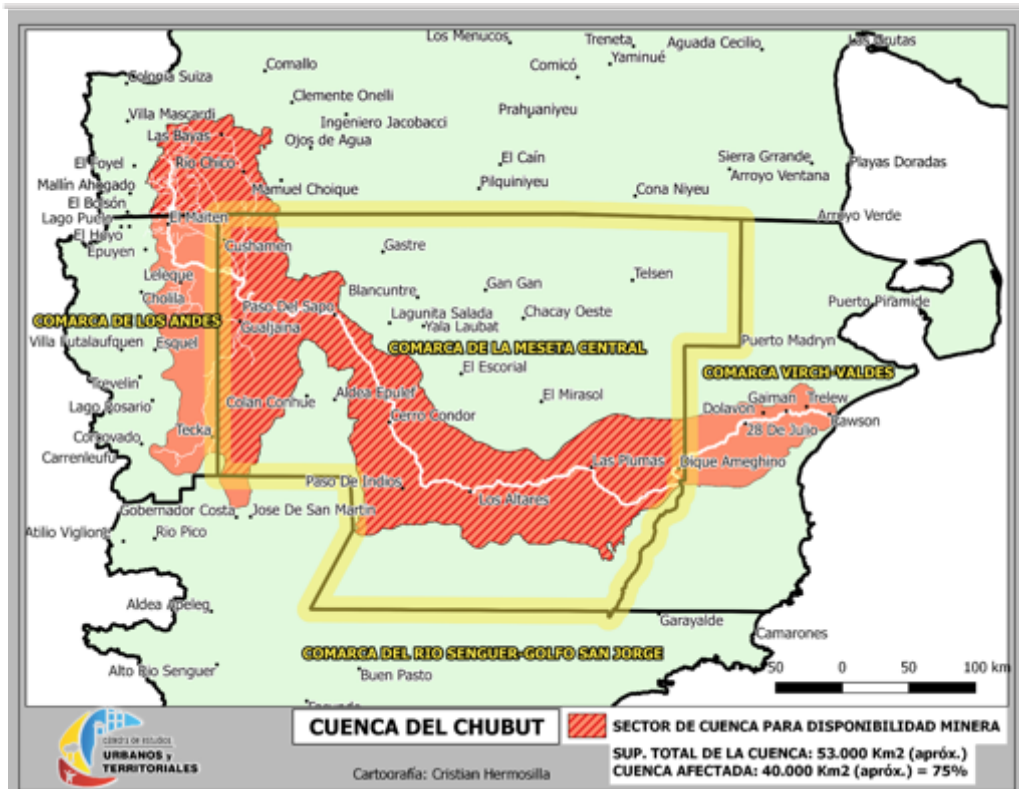 Los Menucos
Treneta
Aguada Cecilio
Las Grutas
Yaminué
Comallo
Comicó
Colonia Suiza
Clemente Onelli
Prahuaniyeu
Villa Mascardi
Ingeniero Jacobacci
Las Bayas
Ojos de Agua
El Foyel
Rio Chico
El Caín
Sierra Grrande
Playas Doradas
Arroyo Ventana
Mallín Ahogado
Mamuel Choique
Pilquiniyeu
Cona Niyeu
El Bolsón
Lago Puelo
El Maiten
Arroyo Verde
El Hoyo
Epuyen
Cushamen
Gastre
Leleque
Telsen
Blancuntre
Gan Gan
Cholila
Puerto Piramide
Paso Del Sapo
Lagunita Salada
Chacay Oeste
COMARCA DE LOS ANDES
Gualjaina
Yala Laubat
Villa Futalaufquen
Esquel
COMARCA DE LA MESETA CENTRAL
Puerto Madryn
El Escorial
COMARCA VIRCH-VALDES
Trevelin
Aldea Epulef
El Mirasol
Gaiman
Trelew
Lago Rosario
Colan Conhue
Cerro Condor
Dolavon
Rawson
Corcovado
Tecka
28 De Julio
Carrenleufu
Las Plumas
Dique Ameghino
Paso De Indios
Los Altares
Gobernador Costa
Jose De San Martin
Atilio Viglione
Rio Pico
Aldea Apeleg
Garayalde
Camarones
COMARCA DEL RIO SENGUER-GOLFO SAN JORGE
Alto Rio Senguer
Buen Pasto
50 0 50 100 km
CUENCA DEL CHUBUT
SECTOR DE CUENCA PARA DISPONIBILIDAD MINERA
SUP. TOTAL DE LA CUENCA: 53.000 Km2 (apróx.)
CUENCA AFECTADA: 40.000 Km2 (apróx.) = 75%
CÁTEDRA DE ESTUDIOS
URBANOS y
TERRITORIALES
Cartoorafía: Cristian Hermosilla